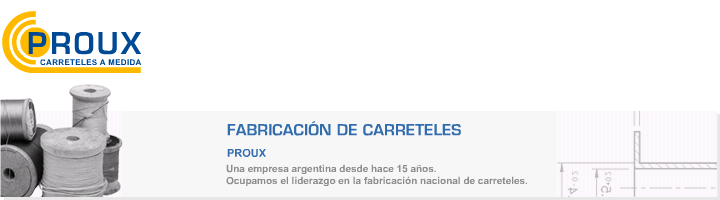 PROUX
CARRETELES A MEDIDA
FABRICACIÓN DE CARRETELES
PROUX
Una empresa argentina desde hace 15 años.
Ocupamos el liderazgo en la fabricación nacional de carreteles.